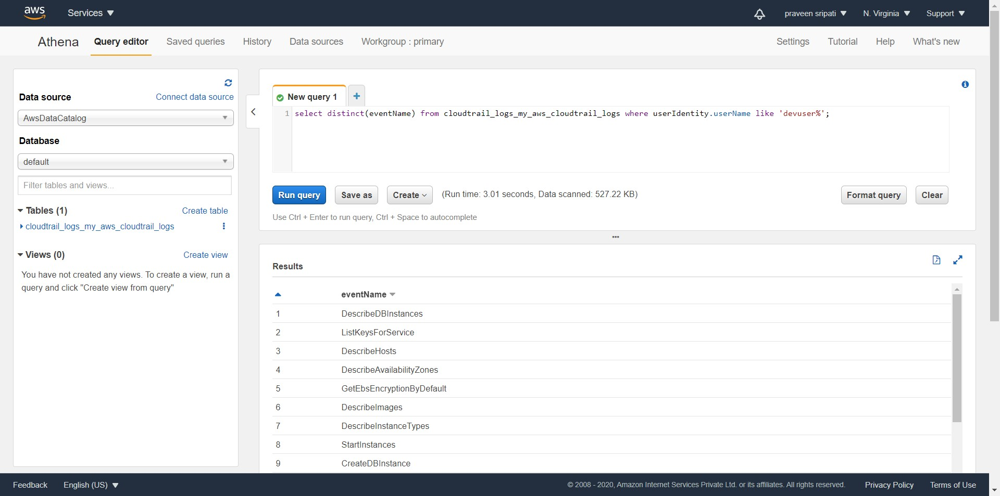 aws Services praveen sripati N. Virginia Support
Athena Query editor Saved queries History Data sources Workgroup : primary Settings Tutorial Help What's new
Data source Connect data source
AwsDataCatalog
Database
default
Filter tables and views...
Tables (1) Create table
cloudtrail_logs_my_aws_cloudtrail_logs
Views (0) Create view
You have not created any views. To create a view, run a
query and click "Create view from query"
New query 1 +
1 select distinct(eventName) from cloudtrail_logs_my_aws_cloudtrail_logs where userIdentity.userName like 'devuser%';
Run query Save as Create (Run time: 3.01 seconds, Data scanned: 527.22 KB) Format query Clear
Use Ctrl + Enter to run query, Ctrl + Space to autocomplete
Results
eventName
1 DescribeDBInstances
2 ListKeysForService
3 DescribeHosts
4 DescribeAvailabilityZones
5 GetEbsEncryptionByDefault
6 DescribeImages
7 DescribeInstanceTypes
8 StartInstances
9 CreateDBInstance
Feedback English (US) © 2008 - 2020, Amazon Internet Services Private Ltd. or its affiliates. All rights reserved. Privacy Policy Terms of Use